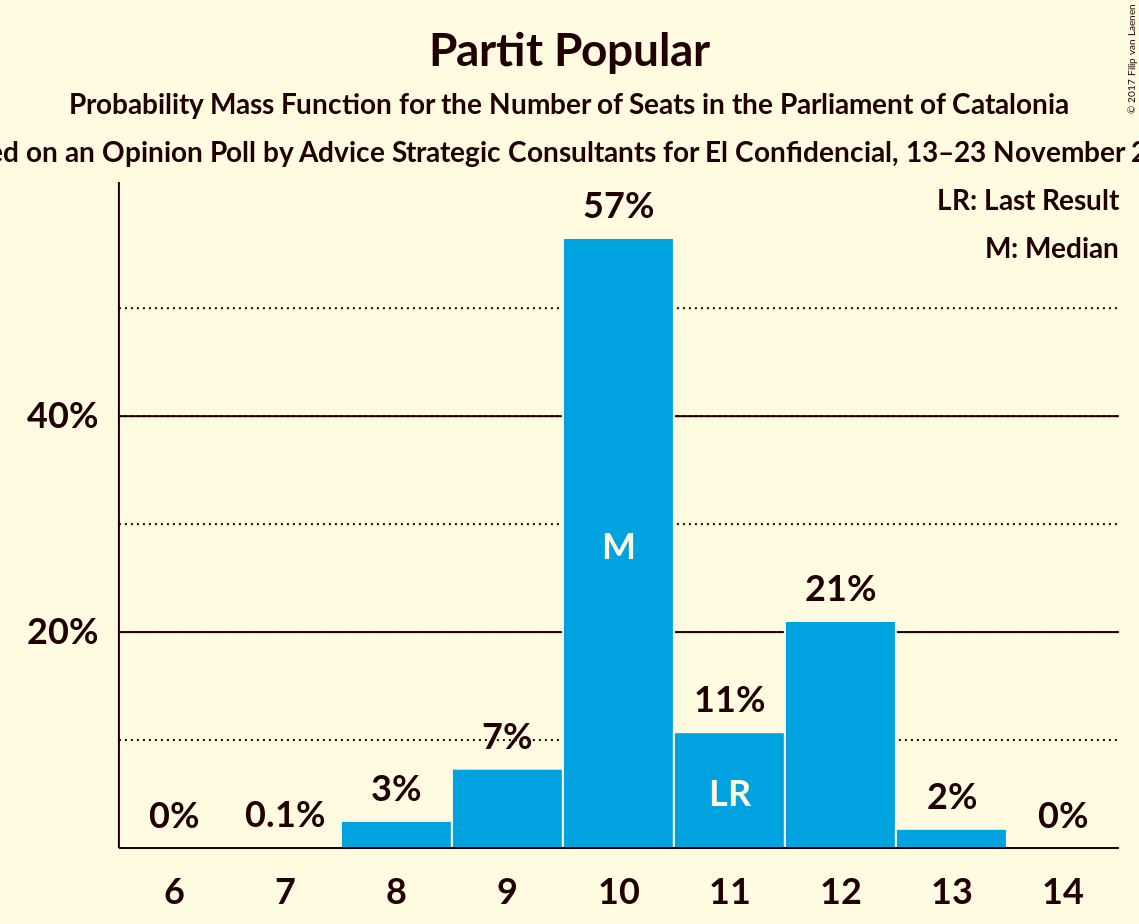 Partit Popular
Probability Mass Function for the Number of Seats in the Parliament of Catalonia
on an Opinion Poll by Advice Strategic Consultants for El Confidencial, 13–23 November
© 2017 Filip van Laenen
LR: Last Result
M: Median
57%
40%
M
21%
20%
11%
7%
LR
3%
2%
0%
0.1%
0%
6 7 8 9 10 11 12 13 14